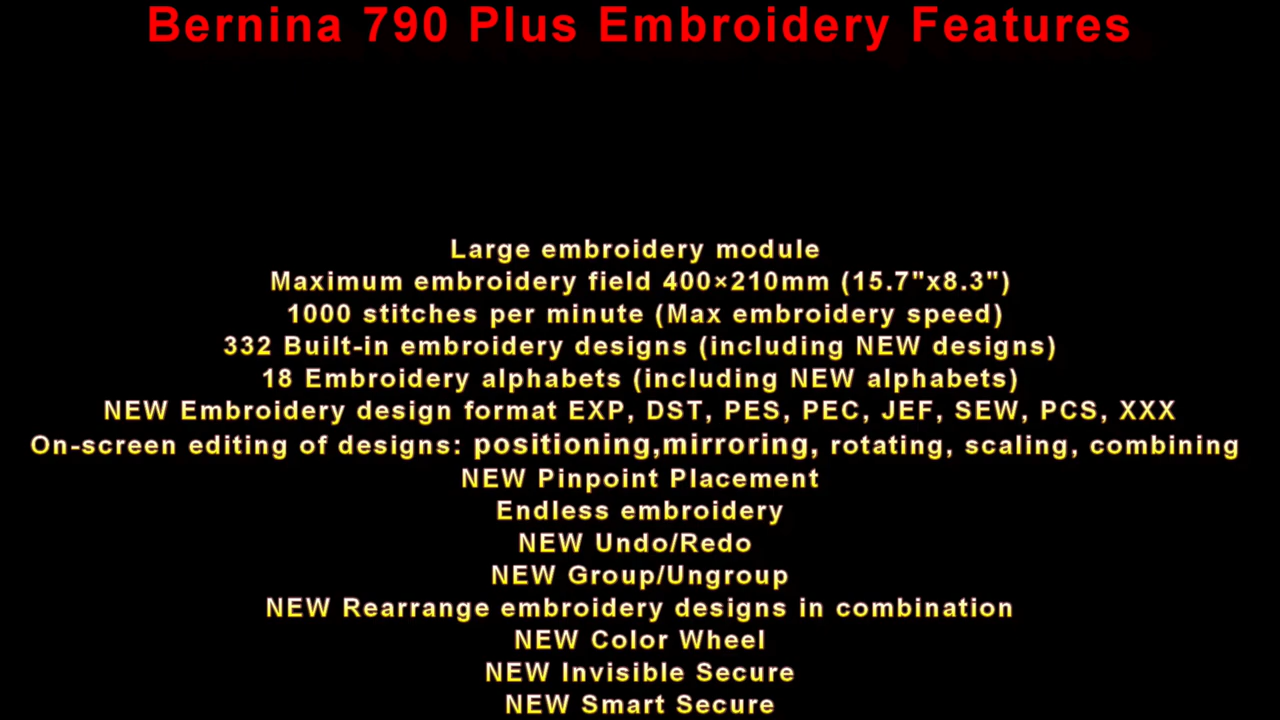 Bernina 790 Plus Embroidery Features
Large embroidery module
Maximum embroidery field 400×210mm (15.7"x8.3")
1000 stitches per minute (Max embroidery speed)
332 Built-in embroidery designs (including NEW designs)
18 Embroidery alphabets (including NEW alphabets)
NEW Embroidery design format EXP, DST, PES, PEC, JEF, SEW, PCS, XXX
On-screen editing of designs: positioning,mirroring, rotating, scaling, combining
NEW Pinpoint Placement
Endless embroidery
NEW Undo/Redo
NEW Group/Ungroup
NEW Rearrange embroidery designs in combination
NEW Color Wheel
NEW Invisible Secure
NEW Smart Secure